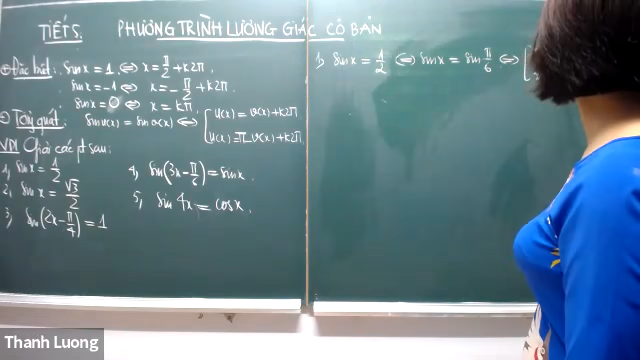 TIẾT 5: PHƯƠNG TRÌNH LƯỢNG GIÁC CƠ BẢN
Đặc biệt: sin x = 1 ⇔ x = π/2 + k2π.
sin x = -1 ⇔ x = -π/2 + k2π.
sin x = 0 ⇔ x = kπ.
Tổng quát:
sin u(x) = sin v(x) ⇔ { u(x) = v(x) + k2π.
u(x) = π - v(x) + k2π.
VD1 Giải các pt sau:
1, sin x = 1/2
2, sin x = √3/2
3, sin(2x - π/4) = 1
4, sin(3x - π/6) = sin x.
5, sin 4x = cos x.
1, sin x = 1/2 ⇔ sin x = sin π/6 ⇔ [
Thanh Luong